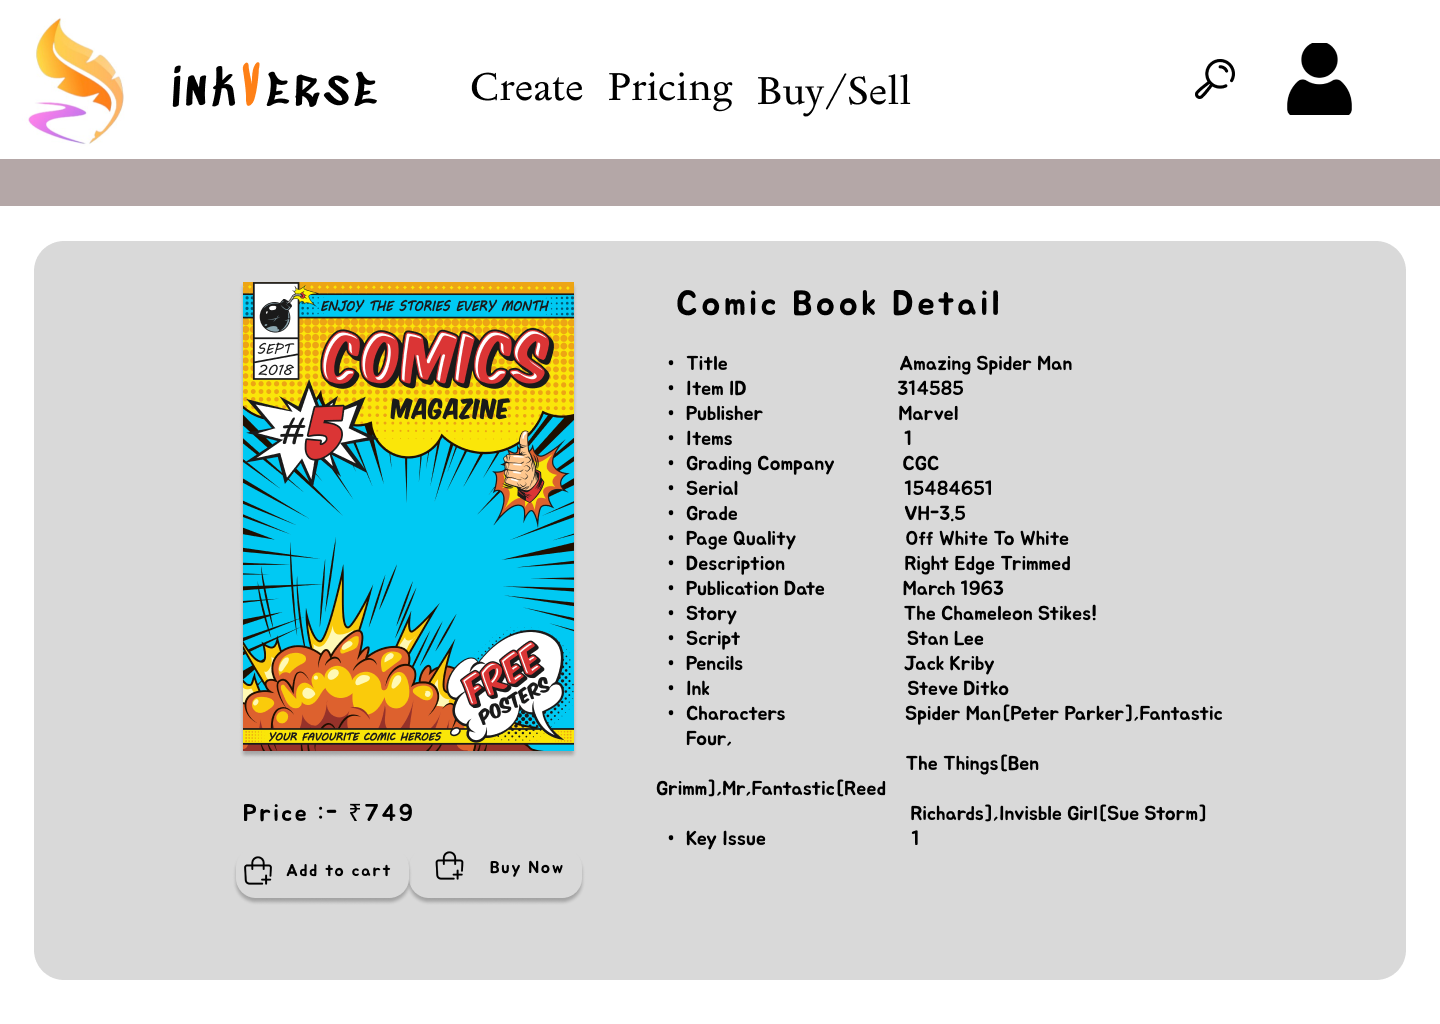 inkVERSE Create Pricing Buy/Sell
ENJOY THE STORIES EVERY MONTH
SEPT
2018
COMICS
MAGAZINE
#5
FREE
POSTERS
YOUR FAVOURITE COMIC HEROES
Price :- ₹749
Add to cart
Buy Now
Comic Book Detail
• Title Amazing Spider Man
• Item ID 314585
• Publisher Marvel
• Items 1
• Grading Company CGC
• Serial 15484651
• Grade VH-3.5
• Page Quality Off White To White
• Description Right Edge Trimmed
• Publication Date March 1963
• Story The Chameleon Stikes!
• Script Stan Lee
• Pencils Jack Kriby
• Ink Steve Ditko
• Characters Spider Man[Peter Parker],Fantastic
Four,
The Things[Ben
Grimm],Mr,Fantastic[Reed
Richards],Invisble Girl[Sue Storm]
• Key Issue 1